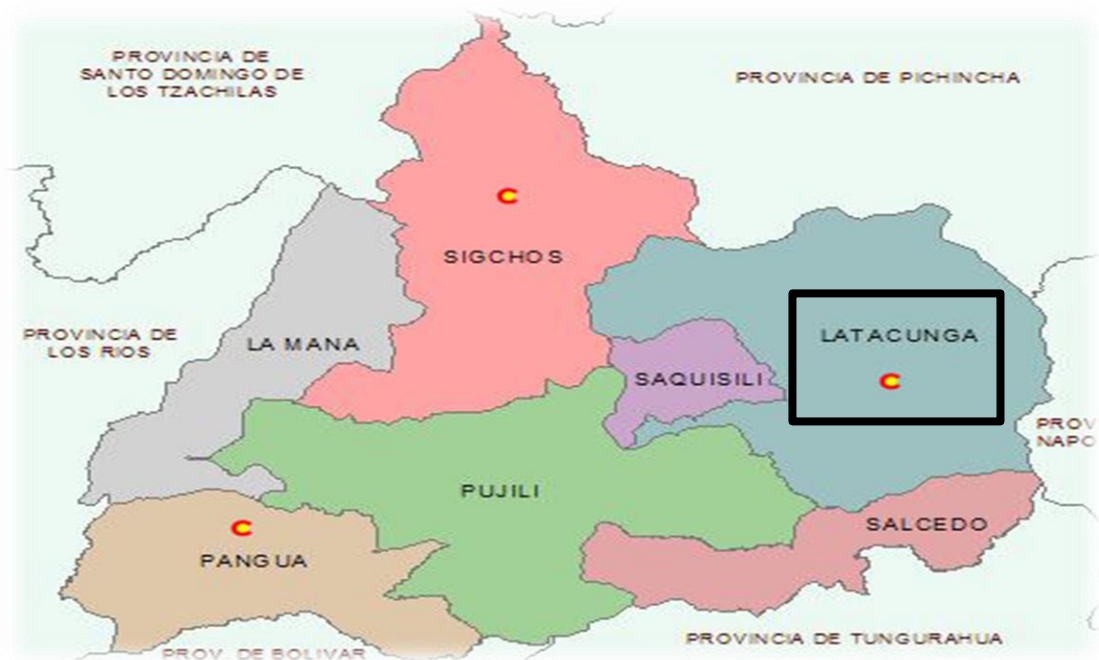 PROVINCIA DE
SANTO DOMINGO DE
LOS TZACHILAS
PROVINCIA DE PICHINCHA
C
SIGCHOS
PROVINCIA DE
LOS RIOS
LA MANA
LATACUNGA
C
SAQUISILI
PROV
NAPO
PUJILI
SALCEDO
C
PANGUA
PROVINCIA DE TUNGURAHUA
PROV. DE BOLIVAR